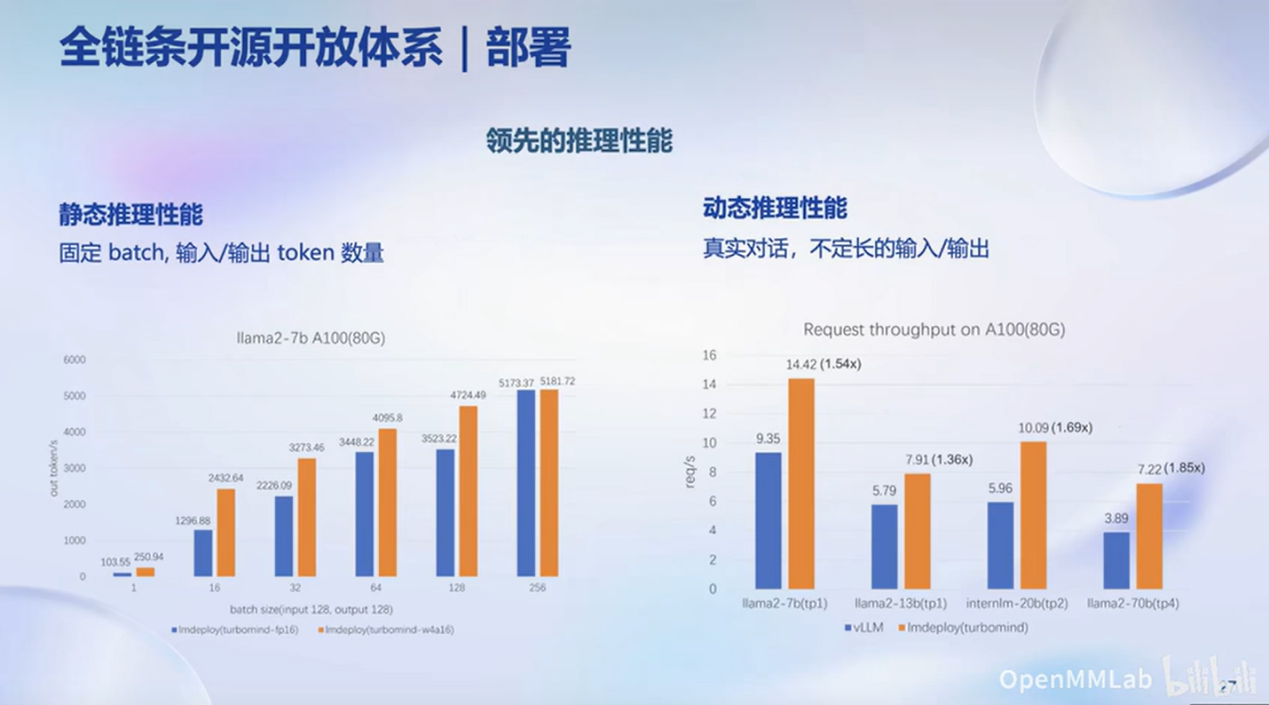 全链条开源开放体系 | 部署
领先的推理性能
静态推理性能
固定 batch, 输入/输出 token 数量
llama2-7b A100(80G)
6000
5000
4000
3000
2000
1000
0
out token/s
103.55 250.94
1296.88 2432.64
2226.09 3273.46
3448.22 4095.8
3523.22 4724.49
5173.37 5181.72
1 16 32 64 128 256
batch size(input 128, output 128)
lmdeploy(turbomind-fp16) lmdeploy(turbomind-w4a16)
动态推理性能
真实对话，不定长的输入/输出
Request throughput on A100(80G)
16
14
12
10
8
6
4
2
0
req/s
9.35 14.42 (1.54x)
5.79 7.91 (1.36x)
5.96 10.09 (1.69x)
3.89 7.22 (1.85x)
llama2-7b(tp1) llama2-13b(tp1) internlm-20b(tp2) llama2-70b(tp4)
vLLM lmdeploy(turbomind)
OpenMMLab bilibili
27